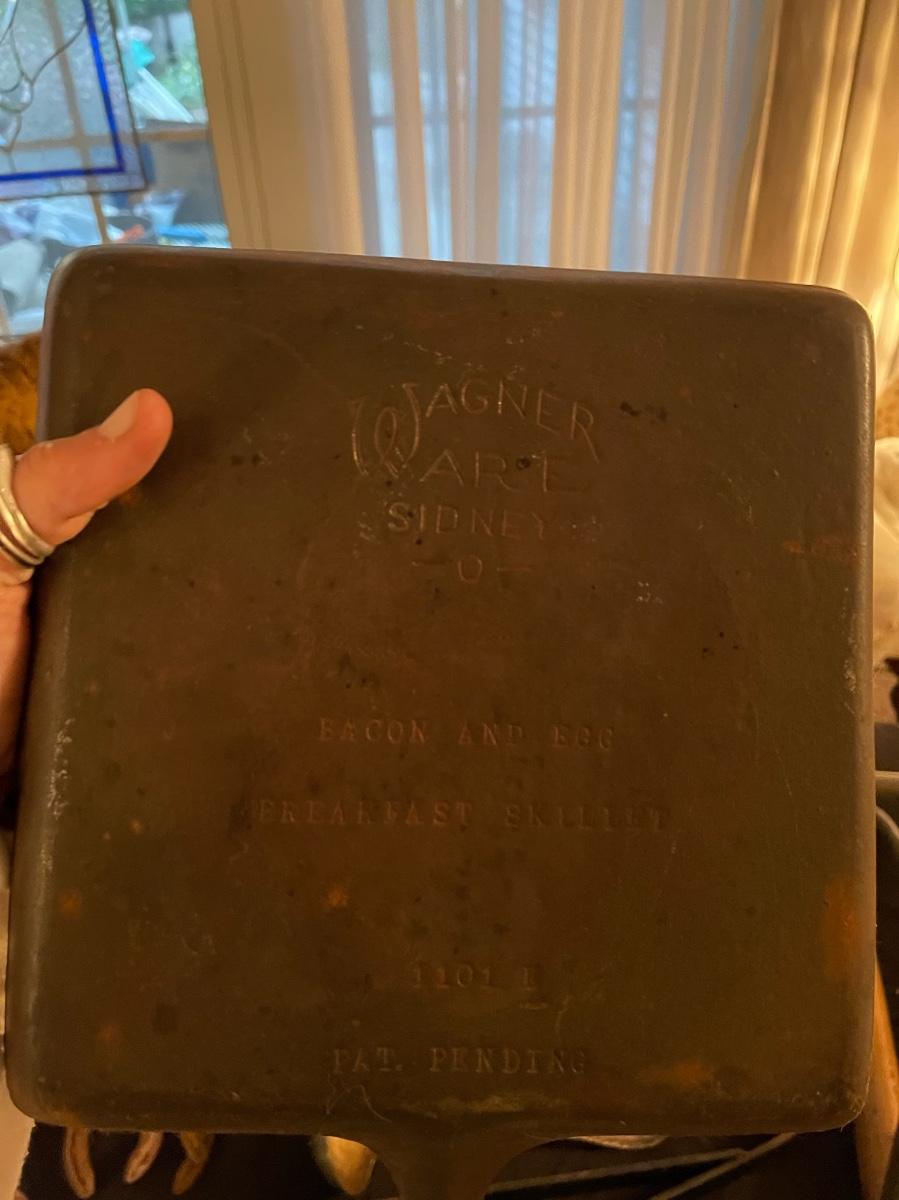 WAGNER
WARE
SIDNEY
-O-
BACON AND EGG
BREAKFAST SKILLET
1101 E
PAT. PENDING